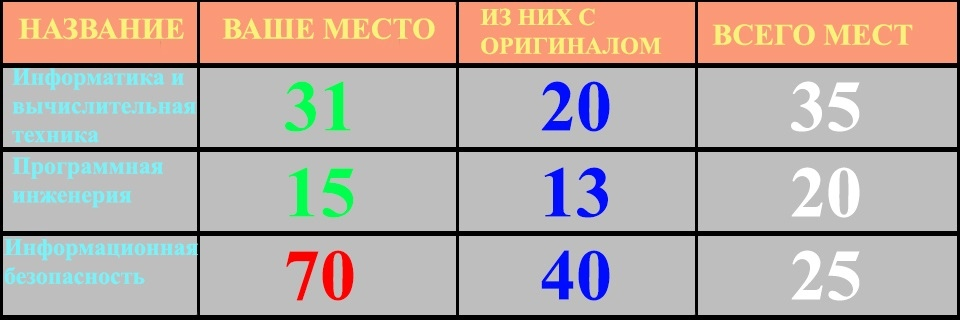 НАЗВАНИЕ
ВАШЕ МЕСТО
ИЗ НИХ С
ОРИГИНАЛОМ
ВСЕГО МЕСТ
Информатика и
вычислительная
техника
31
20
35
Программная
инженерия
15
13
20
Информационная
безопасность
70
40
25